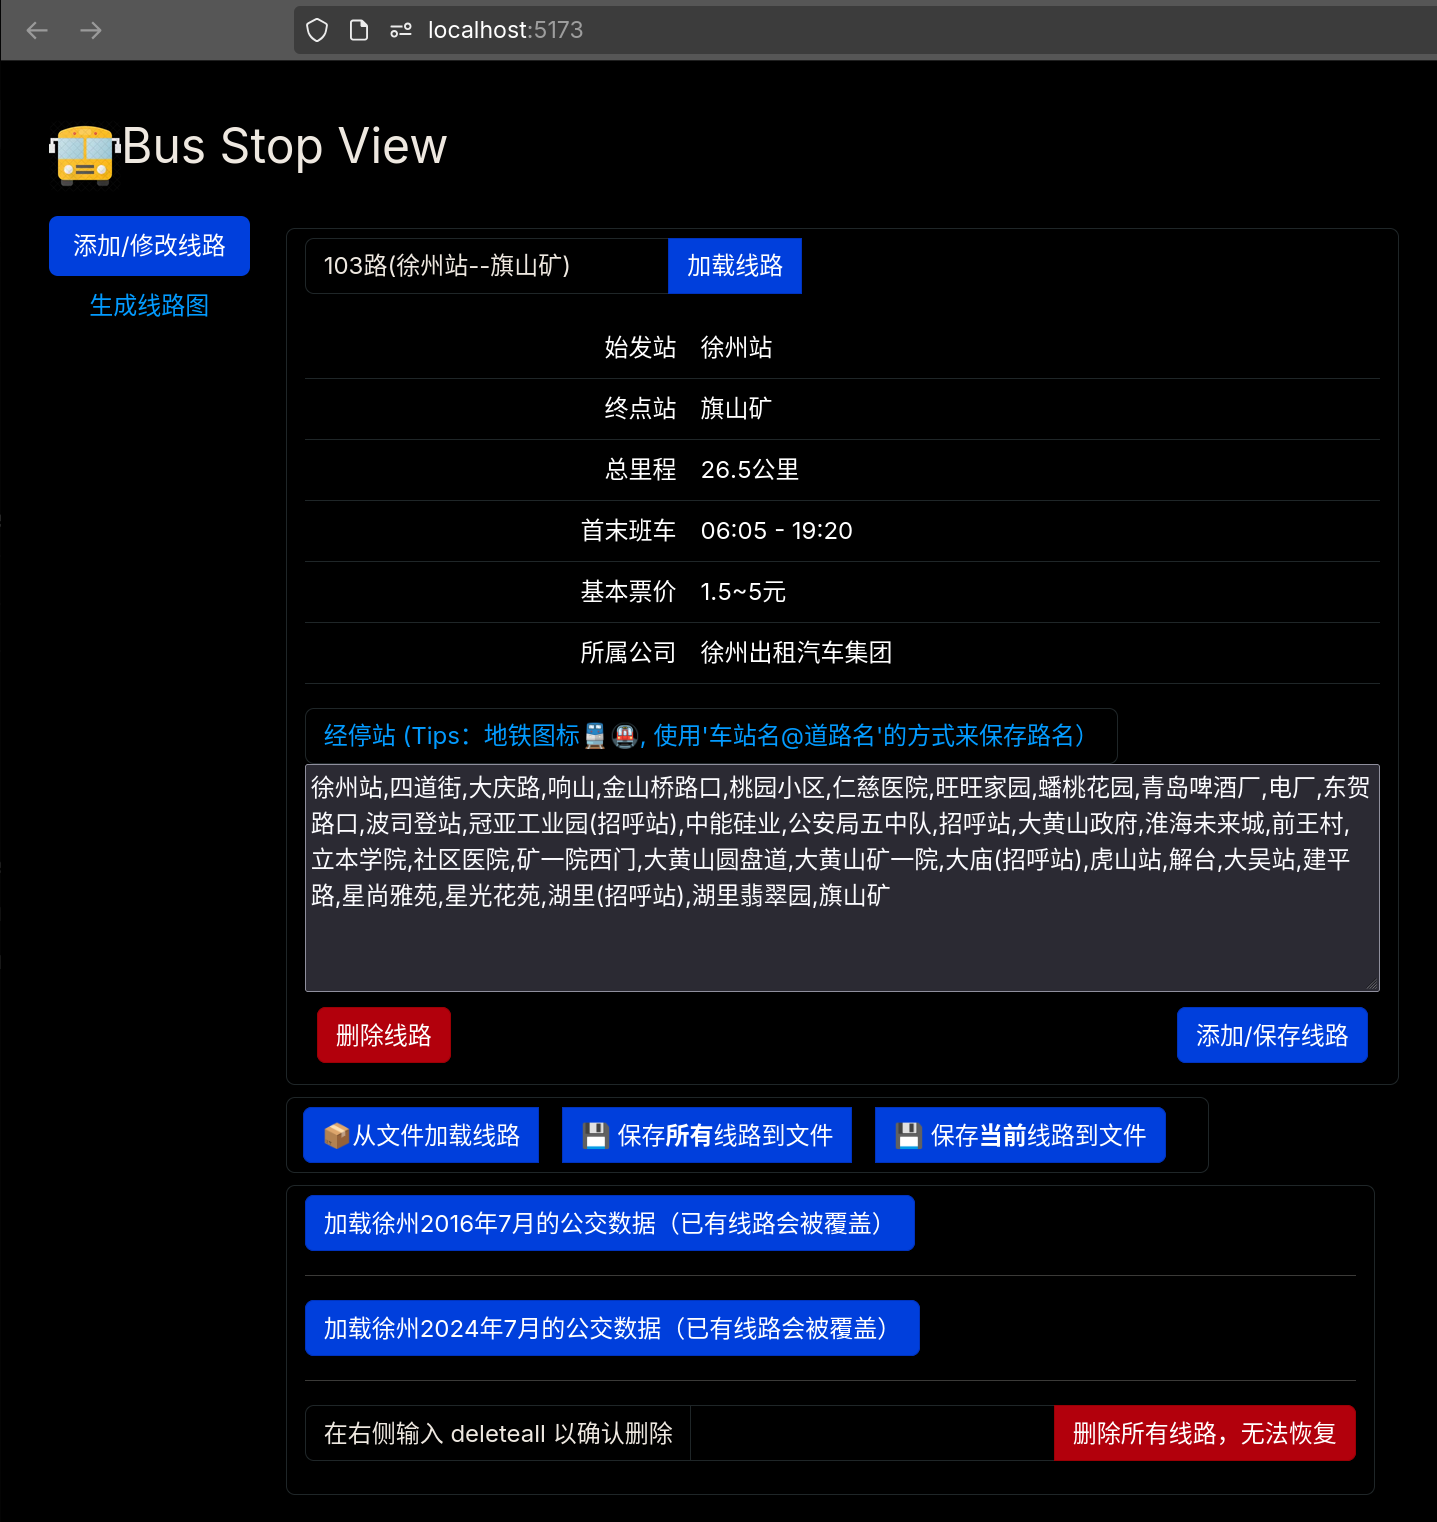 localhost:5173
Bus Stop View
添加/修改线路
生成线路图
103路(徐州站--旗山矿)
加载线路
始发站 徐州站
终点站 旗山矿
总里程 26.5公里
首末班车 06:05 - 19:20
基本票价 1.5~5元
所属公司 徐州出租汽车集团
经停站 (Tips：地铁图标🚆🚇, 使用'车站名@道路名'的方式来保存路名）
徐州站,四道街,大庆路,响山,金山桥路口,桃园小区,仁慈医院,旺旺家园,蟠桃花园,青岛啤酒厂,电厂,东贺
路口,波司登站,冠亚工业园(招呼站),中能硅业,公安局五中队,招呼站,大黄山政府,淮海未来城,前王村,
立本学院,社区医院,矿一院西门,大黄山圆盘道,大黄山矿一院,大庙(招呼站),虎山站,解台,大吴站,建平
路,星尚雅苑,星光花苑,湖里(招呼站),湖里翡翠园,旗山矿
删除线路
添加/保存线路
📦从文件加载线路
💾 保存所有线路到文件
💾 保存当前线路到文件
加载徐州2016年7月的公交数据（已有线路会被覆盖）
加载徐州2024年7月的公交数据（已有线路会被覆盖）
在右侧输入 deleteall 以确认删除
删除所有线路，无法恢复